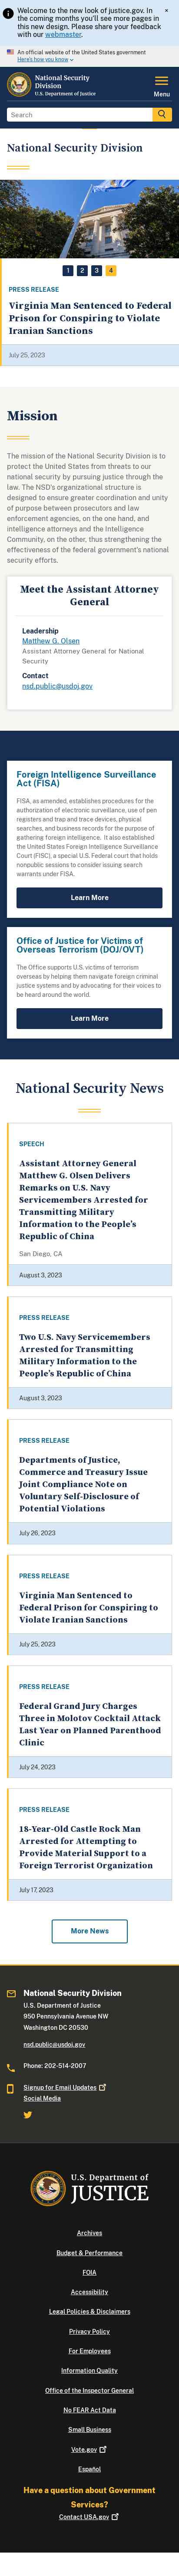 Welcome to the new look of justice.gov. In
the coming months you'll see more pages in
this new design. Please share your feedback
with our webmaster.
×
An official website of the United States government
Here's how you know
National Security
Division
U.S. Department of Justice
Menu
Search
National Security Division
1 2 3 4
PRESS RELEASE
Virginia Man Sentenced to Federal
Prison for Conspiring to Violate
Iranian Sanctions
July 25, 2023
Mission
The mission of the National Security Division is to
protect the United States from threats to our
national security by pursuing justice through the
law. The NSD's organizational structure is
designed to ensure greater coordination and unity
of purpose between prosecutors and law
enforcement agencies, on the one hand, and
intelligence attorneys and the Intelligence
Community, on the other, thus strengthening the
effectiveness of the federal government's national
security efforts.
Meet the Assistant Attorney
General
Leadership
Matthew G. Olsen
Assistant Attorney General for National
Security
Contact
nsd.public@usdoj.gov
Foreign Intelligence Surveillance
Act (FISA)
FISA, as amended, establishes procedures for the
authorization of electronic surveillance, use of pen
registers and trap and trace devices, physical
searches, and business records for the purpose of
gathering foreign intelligence. It also established
the United States Foreign Intelligence Surveillance
Court (FISC), a special U.S. Federal court that holds
nonpublic sessions to consider issuing search
warrants under FISA.
Learn More
Office of Justice for Victims of
Overseas Terrorism (DOJ/OVT)
The Office supports U.S. victims of terrorism
overseas by helping them navigate foreign criminal
justice systems and by advocating for their voices to
be heard around the world.
Learn More
National Security News
SPEECH
Assistant Attorney General
Matthew G. Olsen Delivers
Remarks on U.S. Navy
Servicemembers Arrested for
Transmitting Military
Information to the People's
Republic of China
San Diego, CA
August 3, 2023
PRESS RELEASE
Two U.S. Navy Servicemembers
Arrested for Transmitting
Military Information to the
People's Republic of China
August 3, 2023
PRESS RELEASE
Departments of Justice,
Commerce and Treasury Issue
Joint Compliance Note on
Voluntary Self-Disclosure of
Potential Violations
July 26, 2023
PRESS RELEASE
Virginia Man Sentenced to
Federal Prison for Conspiring to
Violate Iranian Sanctions
July 25, 2023
PRESS RELEASE
Federal Grand Jury Charges
Three in Molotov Cocktail Attack
Last Year on Planned Parenthood
Clinic
July 24, 2023
PRESS RELEASE
18-Year-Old Castle Rock Man
Arrested for Attempting to
Provide Material Support to a
Foreign Terrorist Organization
July 17, 2023
More News
National Security Division
U.S. Department of Justice
950 Pennsylvania Avenue NW
Washington DC 20530
nsd.public@usdoj.gov
Phone: 202-514-2007
Signup for Email Updates
Social Media
U.S. Department of
JUSTICE
Archives
Budget & Performance
FOIA
Accessibility
Legal Policies & Disclaimers
Privacy Policy
For Employees
Information Quality
Office of the Inspector General
No FEAR Act Data
Small Business
Vote.gov
Español
Have a question about Government
Services?
Contact USA.gov